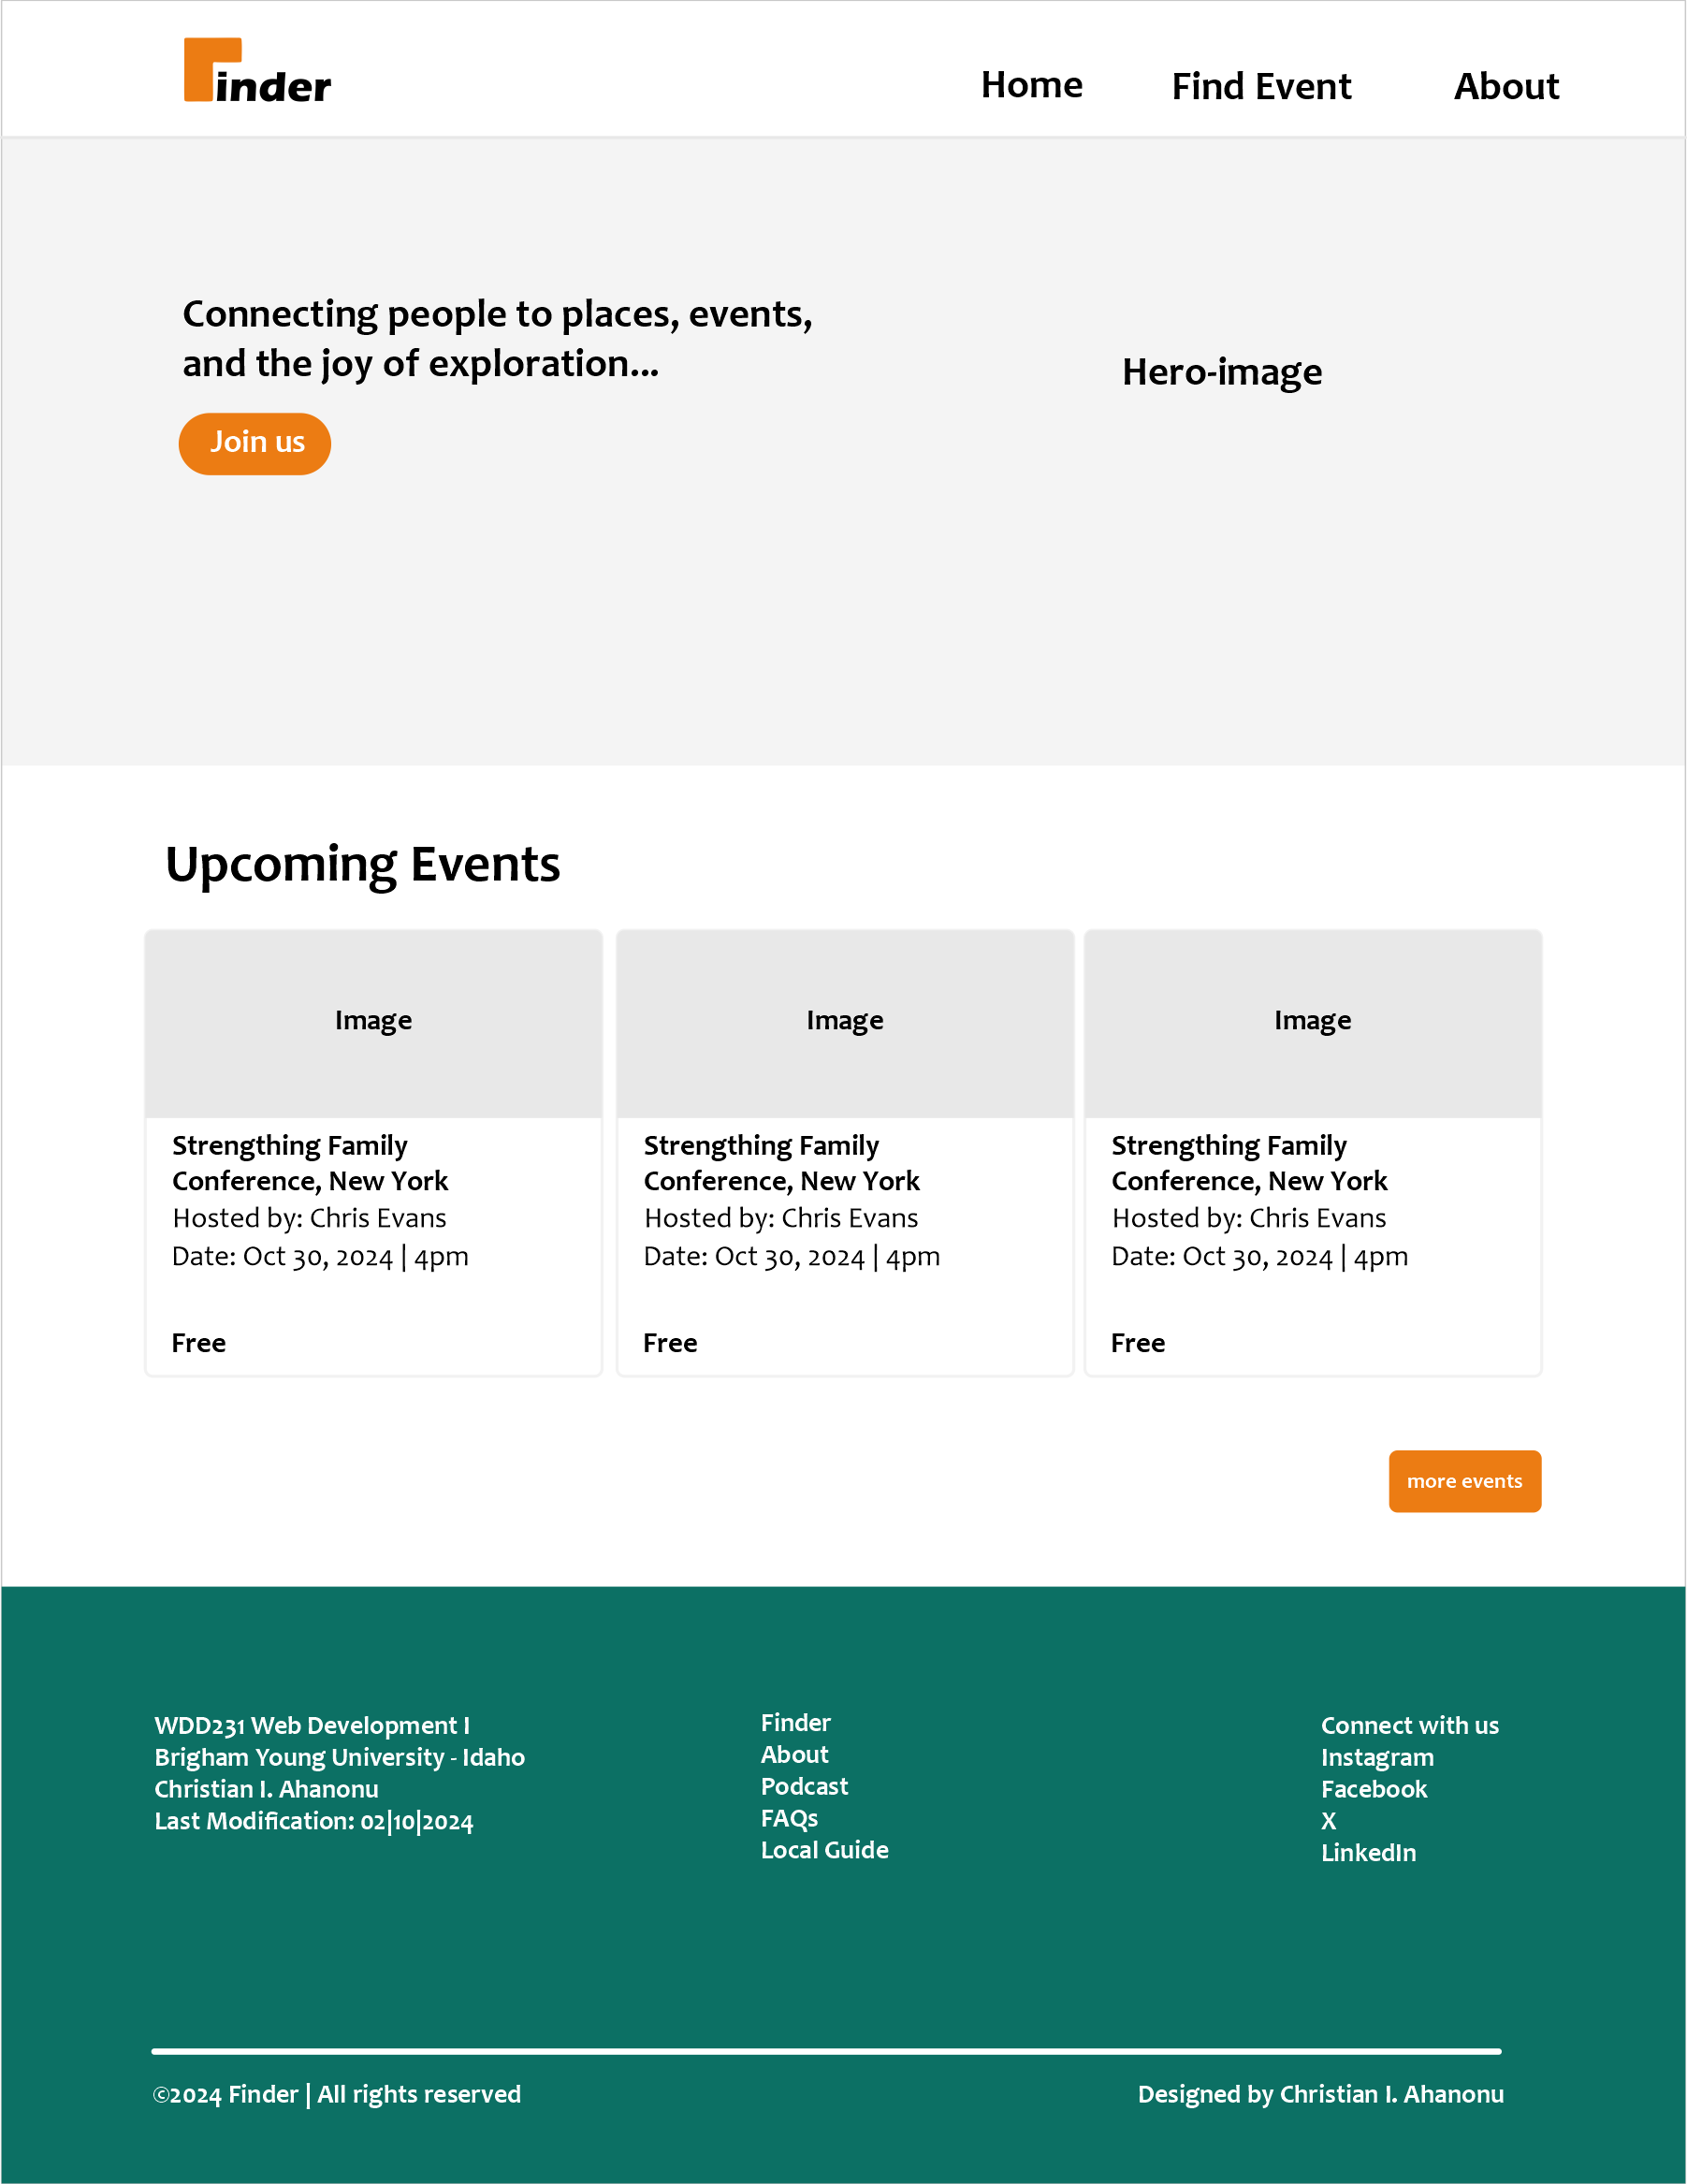 Finder
Home Find Event About
Connecting people to places, events,
and the joy of exploration...
Join us
Hero-image
Upcoming Events
Image
Strengthing Family
Conference, New York
Hosted by: Chris Evans
Date: Oct 30, 2024 | 4pm
Free
Image
Strengthing Family
Conference, New York
Hosted by: Chris Evans
Date: Oct 30, 2024 | 4pm
Free
Image
Strengthing Family
Conference, New York
Hosted by: Chris Evans
Date: Oct 30, 2024 | 4pm
Free
more events
WDD231 Web Development I
Brigham Young University - Idaho
Christian I. Ahanonu
Last Modification: 02|10|2024
Finder
About
Podcast
FAQs
Local Guide
Connect with us
Instagram
Facebook
X
LinkedIn
©2024 Finder | All rights reserved
Designed by Christian I. Ahanonu